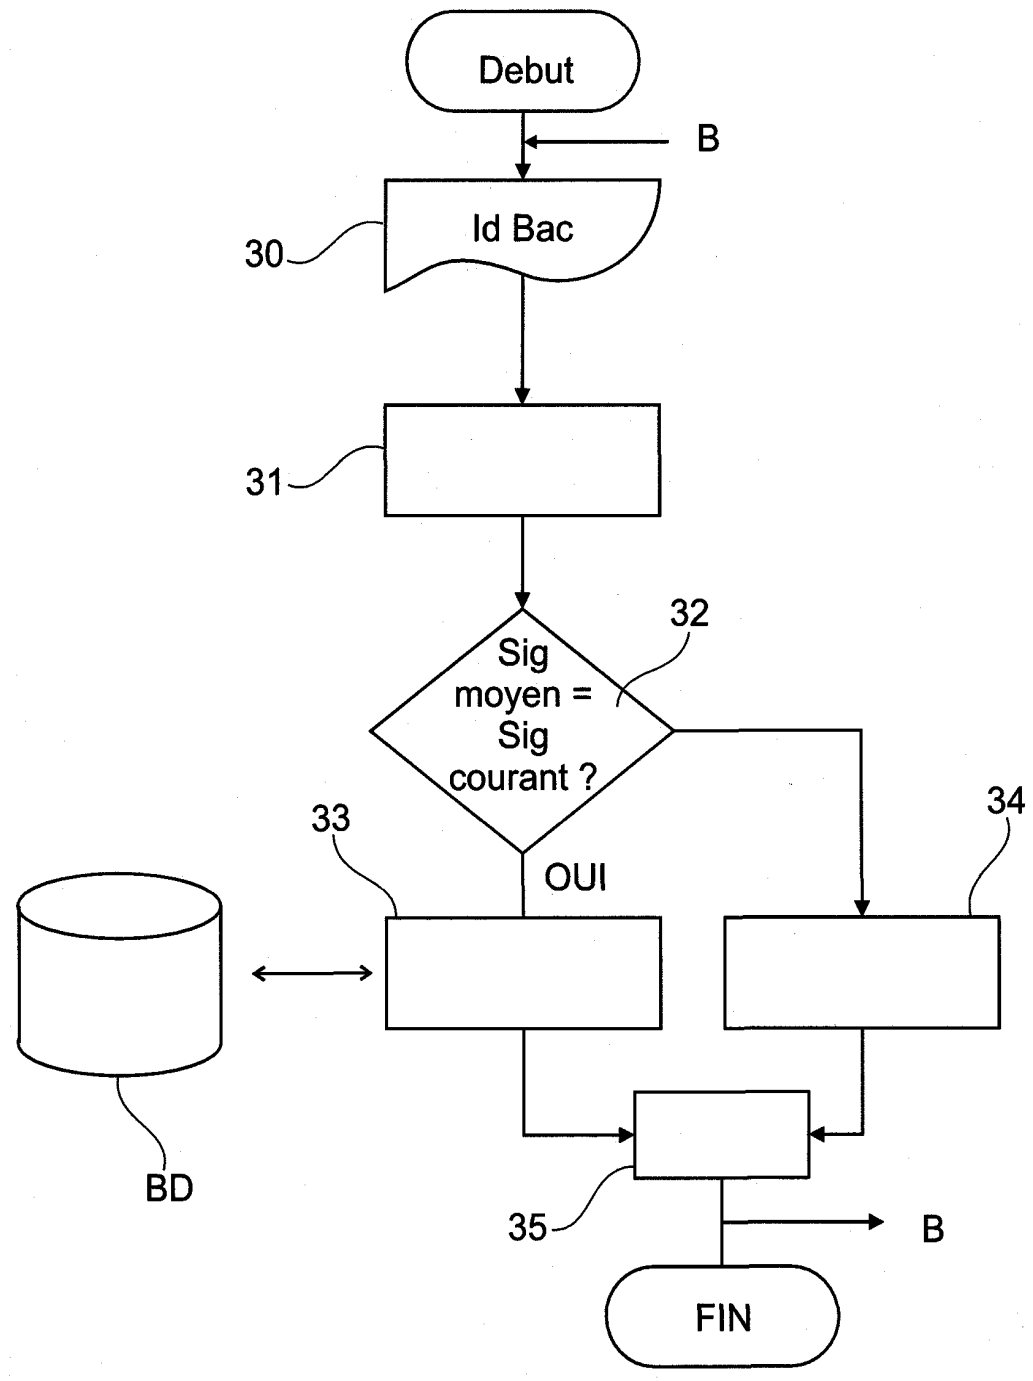 Debut
B
Id Bac
30
31
32
Sig
moyen =
Sig
courant ?
33
34
OUI
BD
35
B
FIN